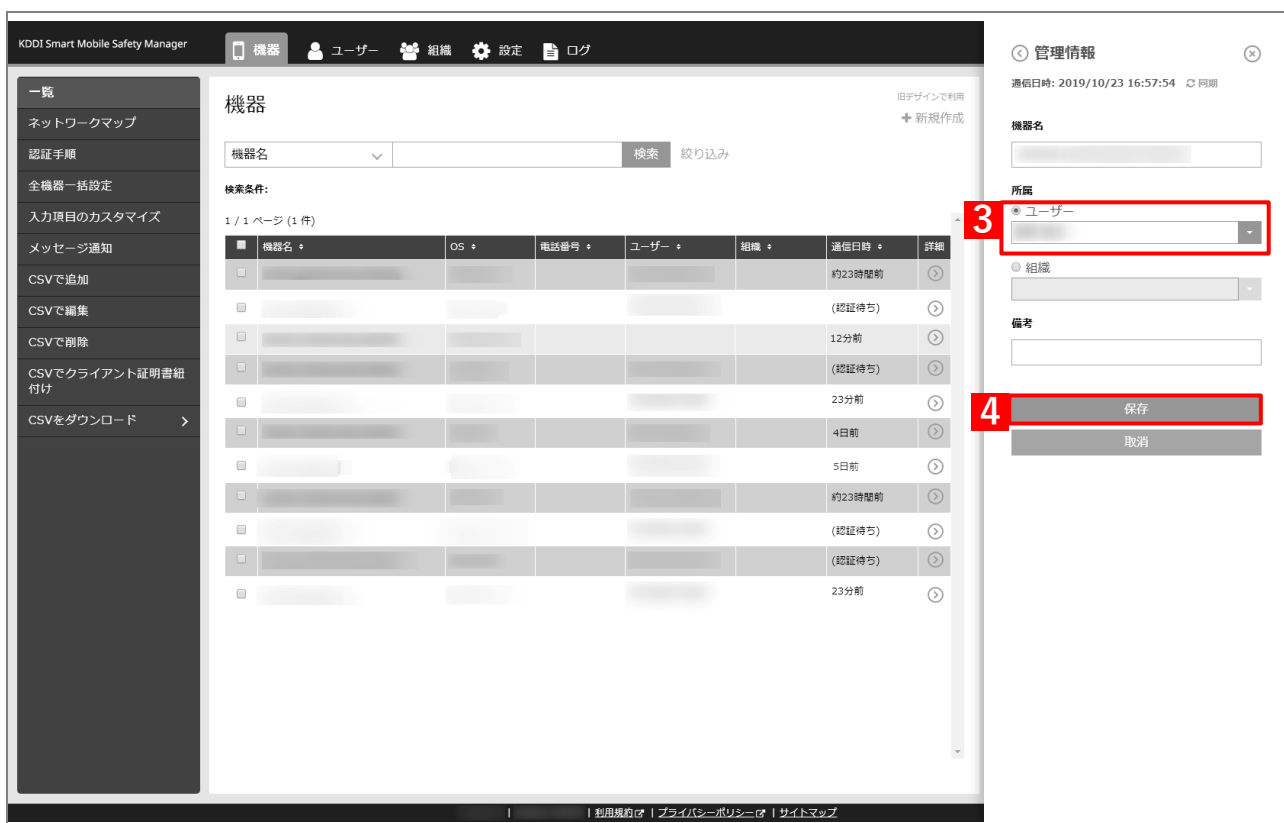 KDDI Smart Mobile Safety Manager
機器
ユーザー
組織
設定
ログ
一覧
ネットワークマップ
認証手順
全機器一括設定
入力項目のカスタマイズ
メッセージ通知
CSVで追加
CSVで編集
CSVで削除
CSVでクライアント証明書紐
付け
CSVをダウンロード
機器
旧デザインで利用
+ 新規作成
機器名 検索 絞り込み
検索条件:
1 / 1 ページ (1 件)
機器名 OS 電話番号 ユーザー 組織 通信日時 詳細
約23時間前
(認証待ち)
12分前
(認証待ち)
23分前
4日前
5日前
約23時間前
(認証待ち)
(認証待ち)
23分前
管理情報
通信日時: 2019/10/23 16:57:54 同期
機器名
所属
3
ユーザー
組織
備考
4
保存
取消
| | 利用規約 | プライバシーポリシー | サイトマップ